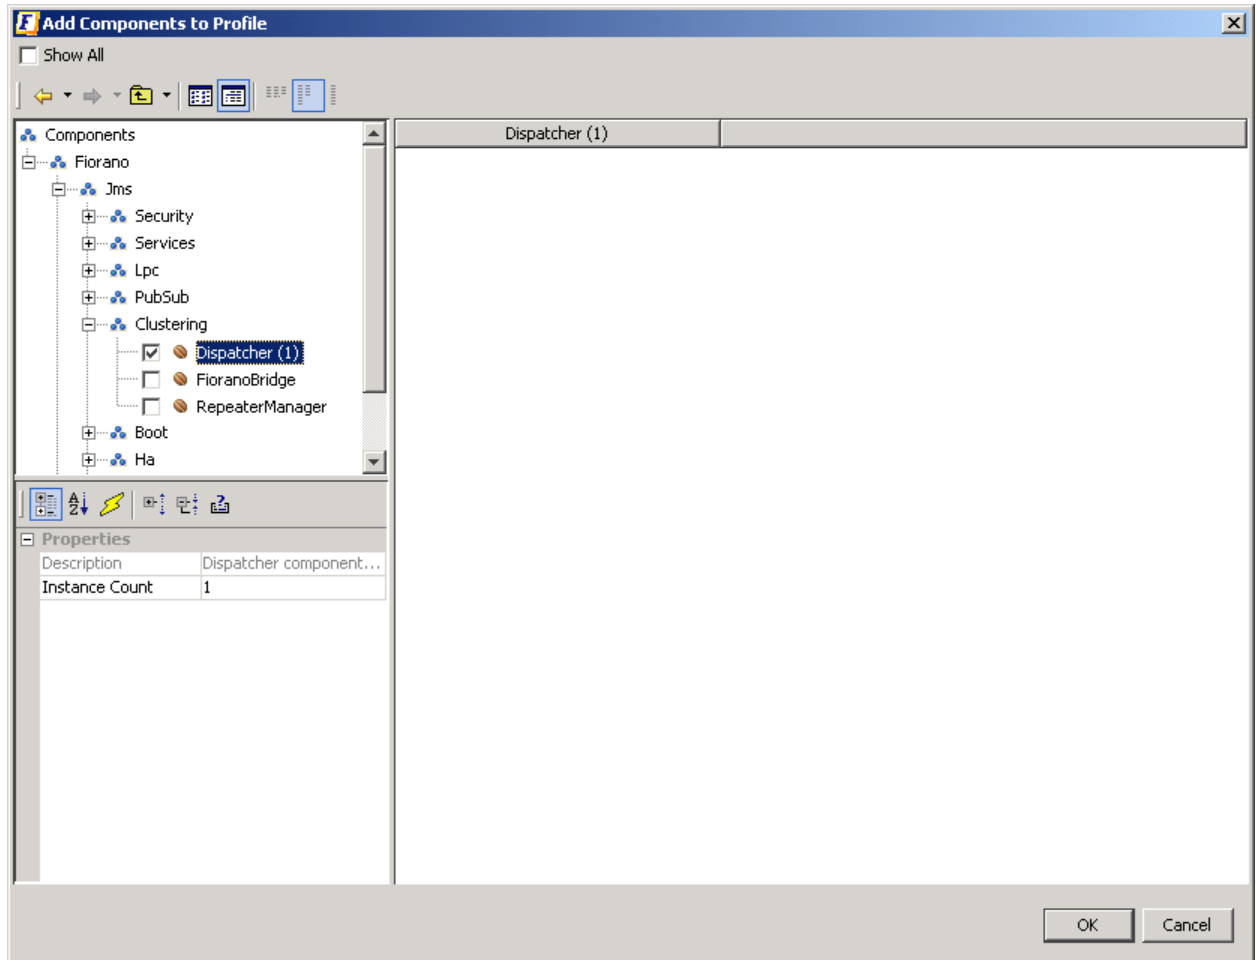 Add Components to Profile
Show All
Components
Fiorano
Jms
Security
Services
Lpc
PubSub
Clustering
Dispatcher (1)
FioranoBridge
RepeaterManager
Boot
Ha
Dispatcher (1)
Properties
Description Dispatcher component...
Instance Count 1
OK Cancel